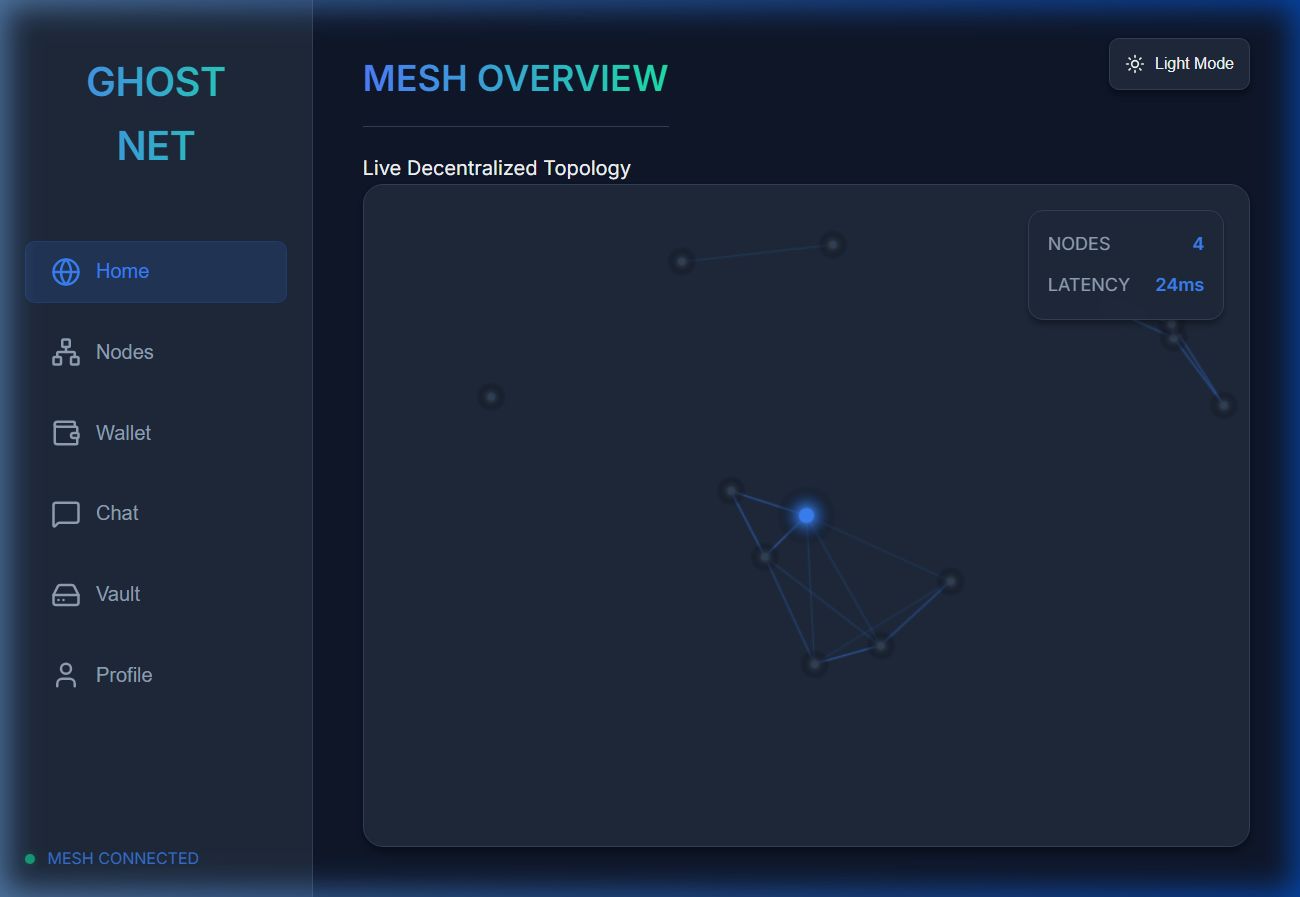 GHOST
NET
Home
Nodes
Wallet
Chat
Vault
Profile
MESH CONNECTED
MESH OVERVIEW
Light Mode
Live Decentralized Topology
NODES 4
LATENCY 24ms